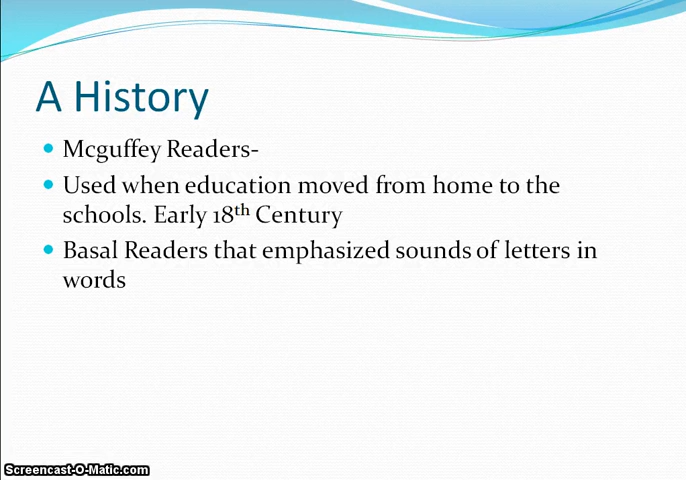 A History
Mcguffey Readers-
Used when education moved from home to the
schools. Early 18th Century
Basal Readers that emphasized sounds of letters in
words
Screencast-O-Matic.com